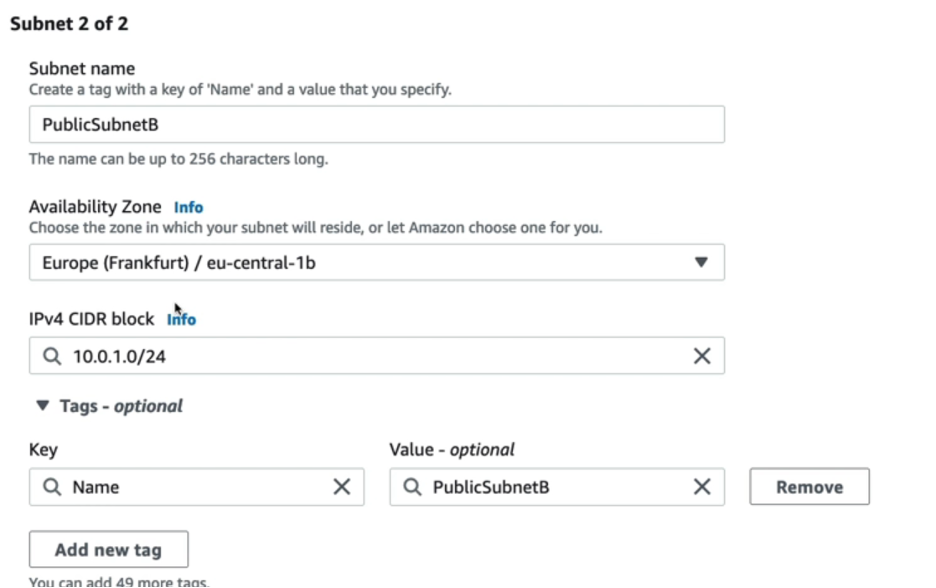 Subnet 2 of 2
Subnet name
Create a tag with a key of 'Name' and a value that you specify.
PublicSubnetB
The name can be up to 256 characters long.
Availability Zone Info
Choose the zone in which your subnet will reside, or let Amazon choose one for you.
Europe (Frankfurt) / eu-central-1b
IPv4 CIDR block Info
10.0.1.0/24
Tags - optional
Key Value - optional
Name PublicSubnetB Remove
Add new tag
You can add 49 more tags.